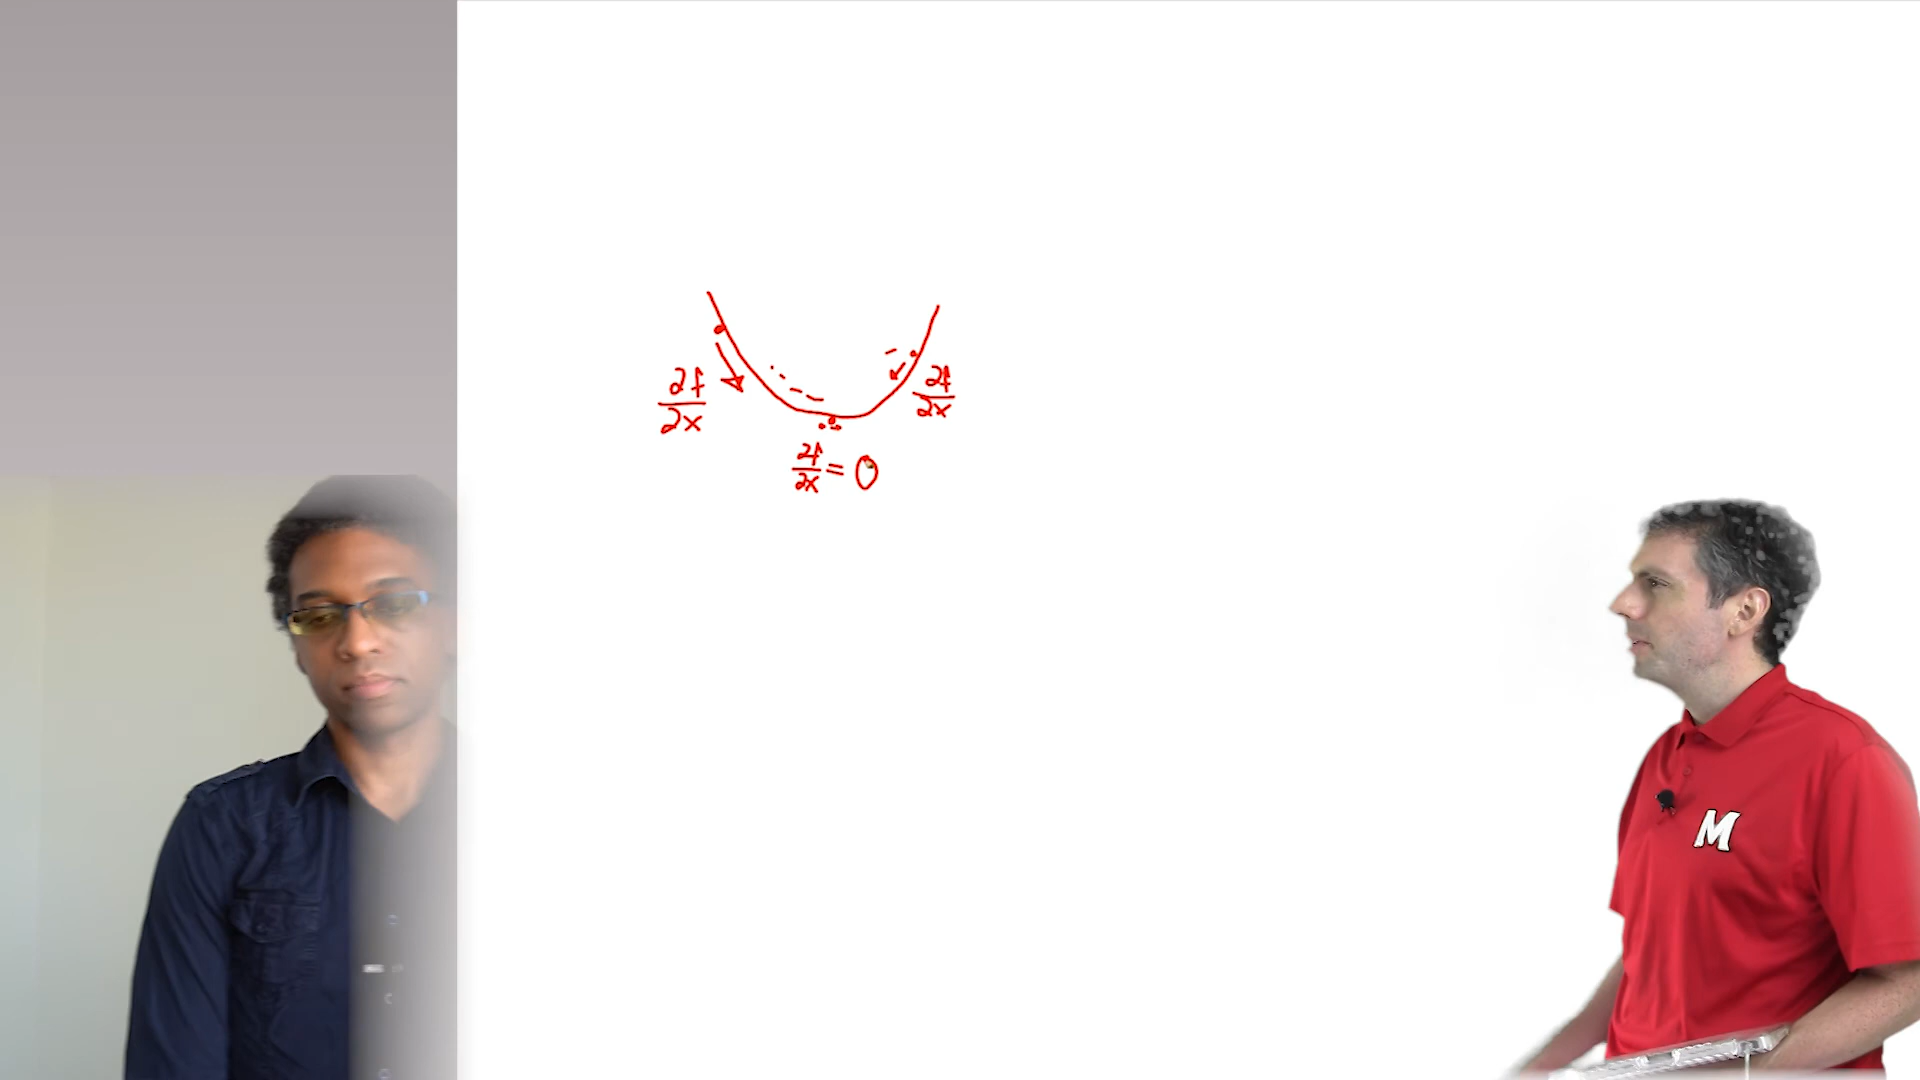 ∂f/∂x
∂f/∂x
∂f/∂x = 0
M